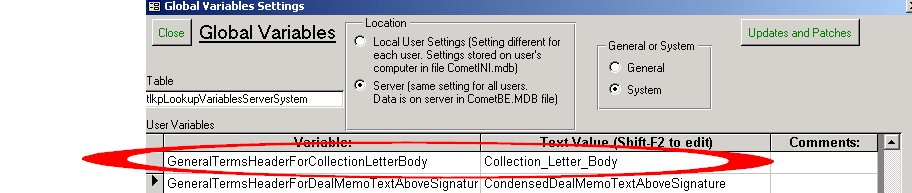 Global Variables Settings
Close
Global Variables
Location
Local User Settings (Setting different for
each user. Settings stored on user's
computer in file CometINI.mdb)
Server (same setting for all users.
Data is on server in CometBE.MDB file)
General or System
General
System
Updates and Patches
Table
tlkpLookupVariablesServerSystem
User Variables
Variable: Text Value (Shift-F2 to edit) Comments:
GeneralTermsHeaderForCollectionLetterBody Collection_Letter_Body
GeneralTermsHeaderForDealMemoTextAboveSignatur CondensedDealMemoTextAboveSignature